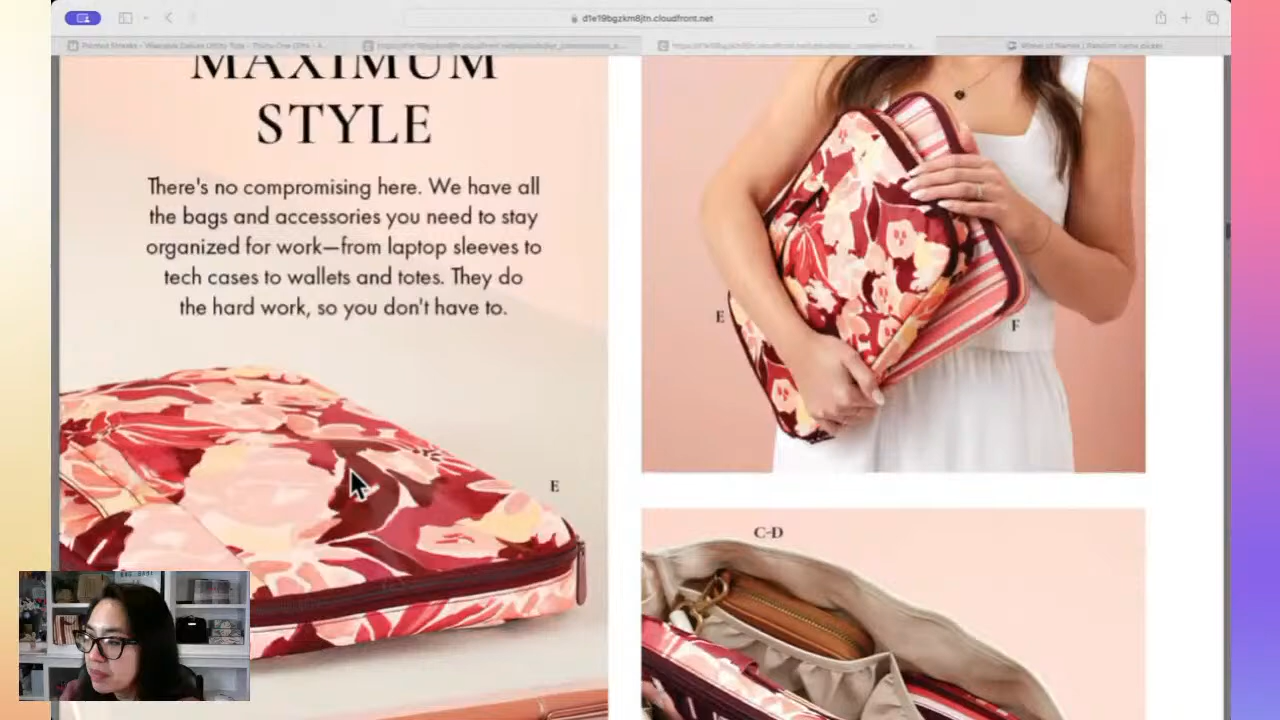 d1e19bgzkm8jtn.cloudfront.net
MAXIMUM
STYLE
There's no compromising here. We have all
the bags and accessories you need to stay
organized for work—from laptop sleeves to
tech cases to wallets and totes. They do
the hard work, so you don't have to.
E
E
F
C-D